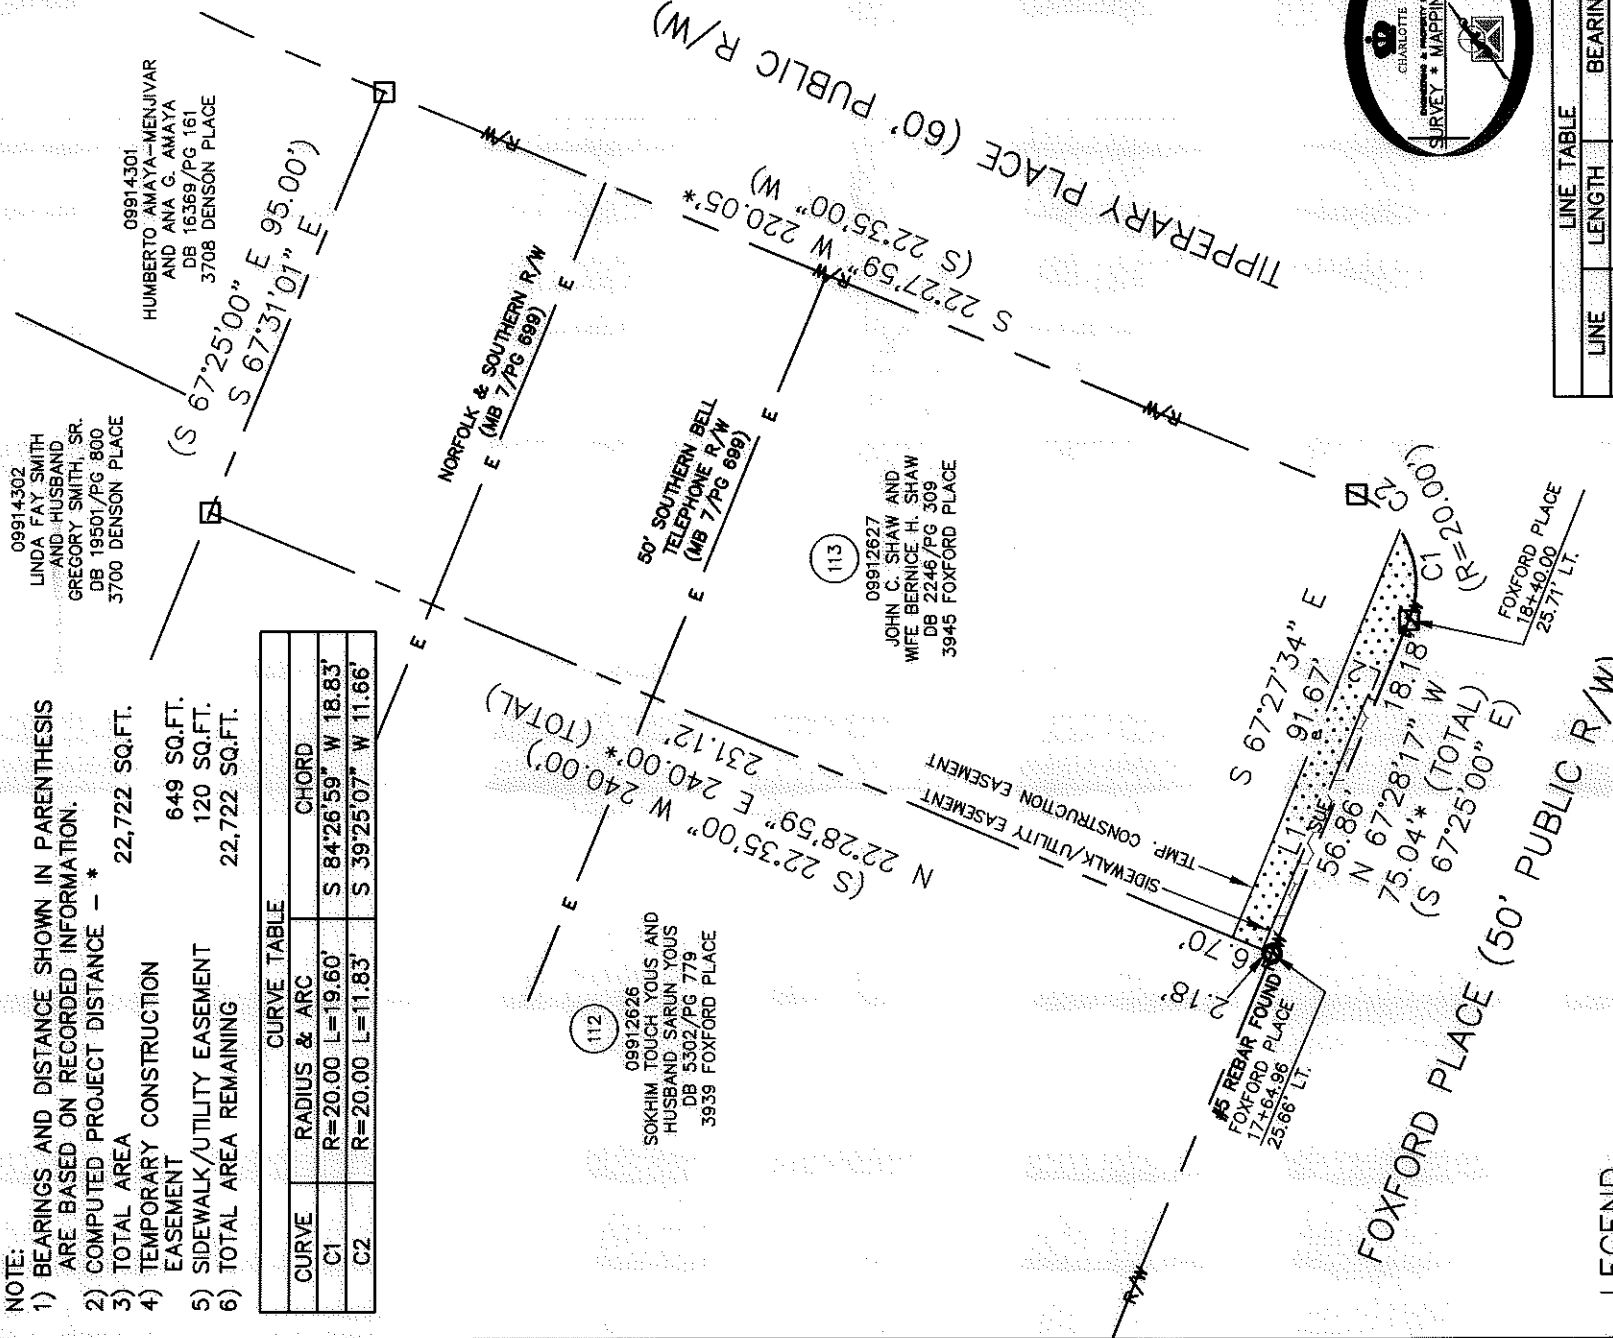 NOTE:
1) BEARINGS AND DISTANCE SHOWN IN PARENTHESIS
ARE BASED ON RECORDED INFORMATION.
2) COMPUTED PROJECT DISTANCE - *
3) TOTAL AREA 22,722 SQ.FT.
4) TEMPORARY CONSTRUCTION
EASEMENT 649 SQ.FT.
5) SIDEWALK/UTILITY EASEMENT 120 SQ.FT.
6) TOTAL AREA REMAINING 22,722 SQ.FT.
CURVE TABLE
CURVE RADIUS & ARC CHORD
C1 R=20.00 L=19.60' S 84°26'59" W 18.83'
C2 R=20.00 L=11.83' S 39°25'07" W 11.66'
09914302
LINDA FAY SMITH
AND HUSBAND
GREGORY SMITH, SR.
DB 19501/PG 800
3700 DENSON PLACE
09914301
HUMBERTO AMAYA-MENJIVAR
AND ANA G. AMAYA
DB 16369/PG 161
3708 DENSON PLACE
(S 67°25'00" E 95.00')
S 67°31'01" E
R/W
NORFOLK & SOUTHERN R/W
(MB 7/PG 699)
E
E
E
50' SOUTHERN BELL
TELEPHONE R/W
(MB 7/PG 699)
E
E
E
R/W
S 22°27'59" W 220.05'*
(S 22°35'00" W)
TIPPERARY PLACE (60' PUBLIC R/W)
R/W
113
09912627
JOHN C. SHAW AND
WIFE BERNICE H. SHAW
DB 2246/PG 309
3945 FOXFORD PLACE
231.12'
N 22°28'59" E 240.00'* (TOTAL)
(S 22°35'00" W 240.00')
112
09912626
SOKHIM TOUCH YOUS AND
HUSBAND SARUN YOUS
DB 5302/PG 779
3939 FOXFORD PLACE
TEMP. CONSTRUCTION EASEMENT
SIDEWALK/UTILITY EASEMENT
6.70'
2.18'
S 67°27'34" E
91.67'
L1
L2
SUE
56.86'
18.18'
N 67°28'17" W
75.04'* (TOTAL)
(S 67°25'00" E)
C1
C2
(R=20.00')
FOXFORD PLACE
18+40.00
25.71' LT.
#5 REBAR FOUND
FOXFORD PLACE
17+64.96
25.66' LT.
R/W
FOXFORD PLACE (50' PUBLIC R/W)
CHARLOTTE
SURVEY * MAPPIN
LINE TABLE
LINE LENGTH BEARIN
LEGEND